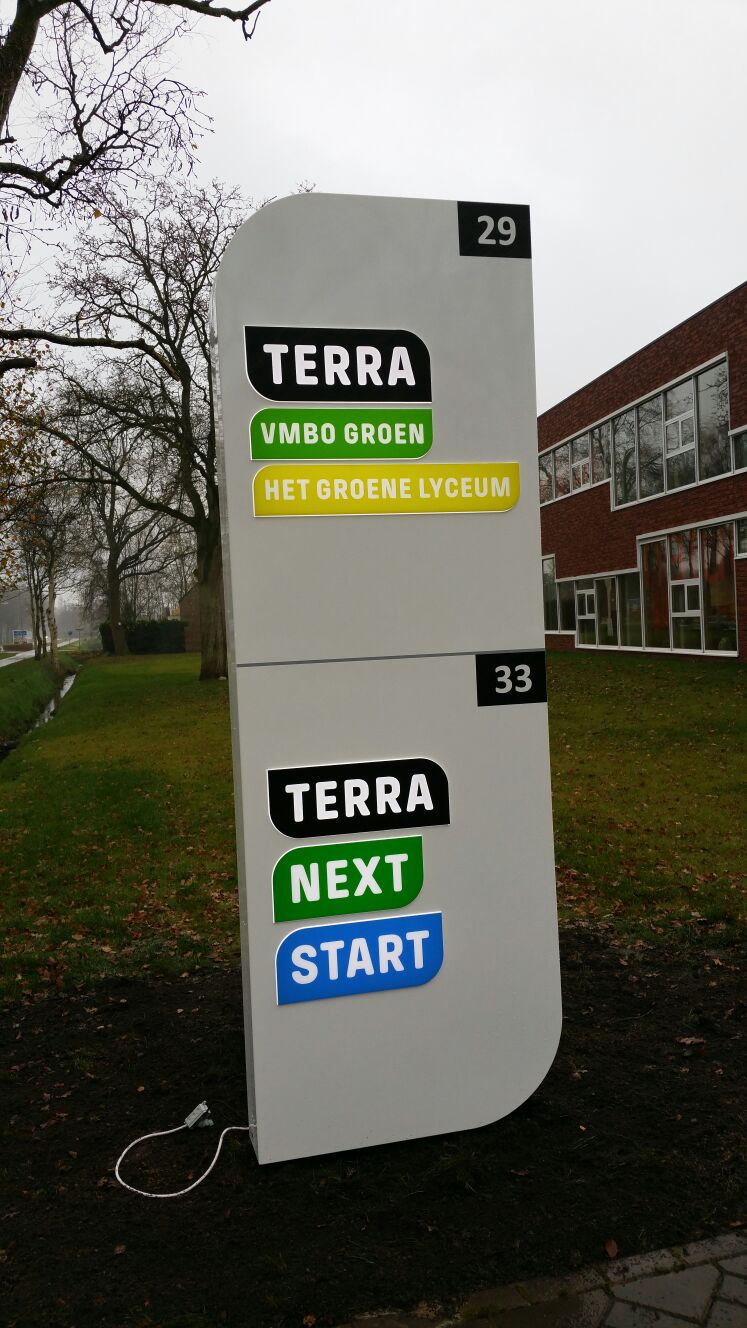 29
TERRA
VMBO GROEN
HET GROENE LYCEUM
33
TERRA
NEXT
START